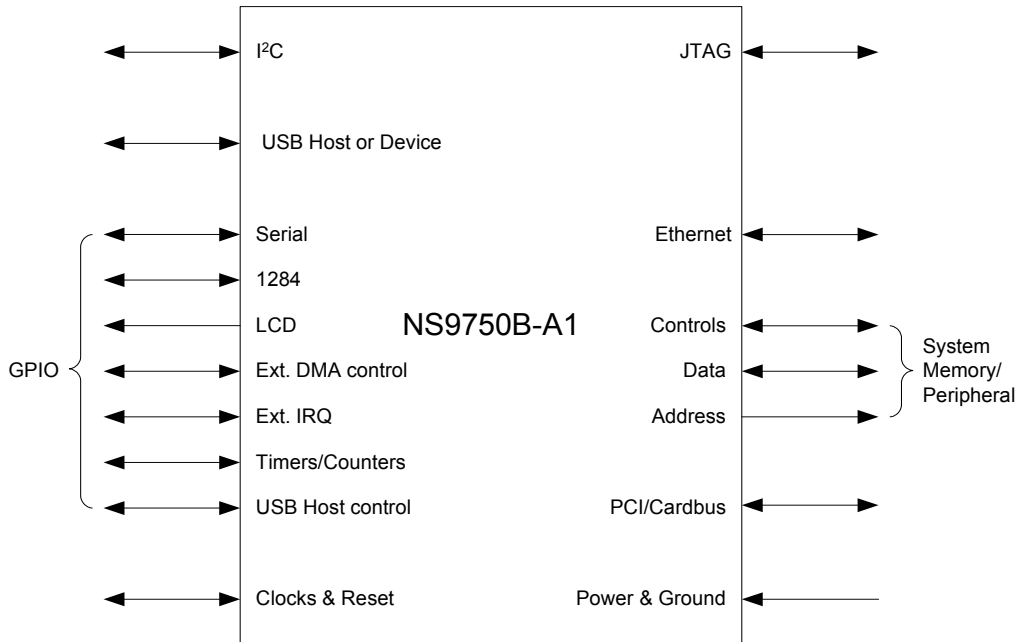 I²C
JTAG
USB Host or Device
Serial
Ethernet
1284
LCD
NS9750B-A1
Controls
GPIO
Ext. DMA control
Data
System
Memory/
Peripheral
Ext. IRQ
Address
Timers/Counters
USB Host control
PCI/Cardbus
Clocks & Reset
Power & Ground